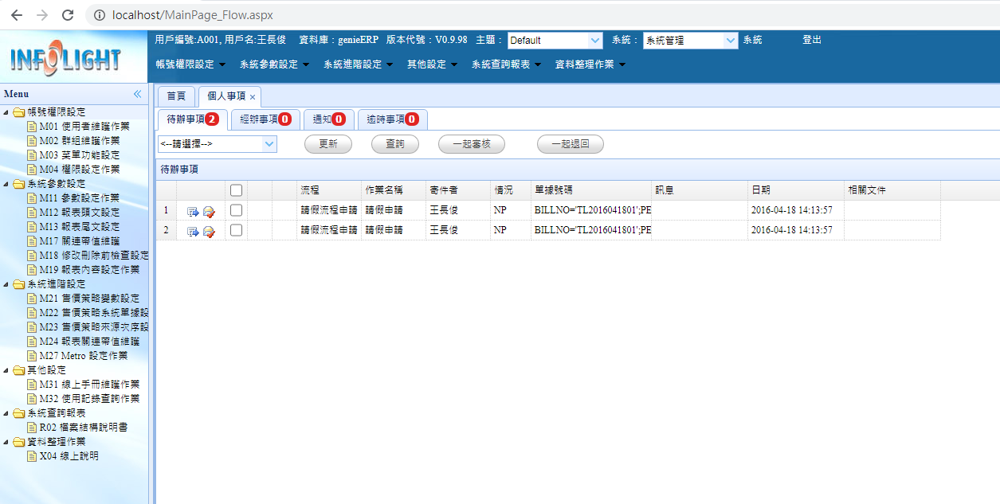 localhost/MainPage_Flow.aspx
INFOLIGHT
用戶編號:A001, 用戶名:王長俊 資料庫：genieERP 版本代號：V0.9.98 主題： Default 系統： 系統管理 系統 登出
帳號權限設定 系統參數設定 系統進階設定 其他設定 系統查詢報表 資料整理作業
Menu
帳號權限設定
M01 使用者維護作業
M02 群組維護作業
M03 菜單功能設定
M04 權限設定作業
系統參數設定
M11 參數設定作業
M12 報表頭文設定
M13 報表尾文設定
M17 關連帶值維護
M18 修改刪除前檢查設定
M19 報表內容設定作業
系統進階設定
M21 售價策略變數設定
M22 售價策略系統單據設
M23 售價策略來源次序設
M24 報表關連帶值維護
M27 Metro 設定作業
其他設定
M31 線上手冊維護作業
M32 使用記錄查詢作業
系統查詢報表
R02 檔案結構說明書
資料整理作業
X04 線上說明
首頁 個人事項
待辦事項 2 經辦事項 0 通知 0 逾時事項 0
<--請選擇--> 更新 查詢 一起審核 一起退回
待辦事項
流程 作業名稱 寄件者 情況 單據號碼 訊息 日期 相關文件
1 請假流程申請 請假申請 王長俊 NP BILLNO='TL2016041801';PE 2016-04-18 14:13:57
2 請假流程申請 請假申請 王長俊 NP BILLNO='TL2016041801';PE 2016-04-18 14:13:57